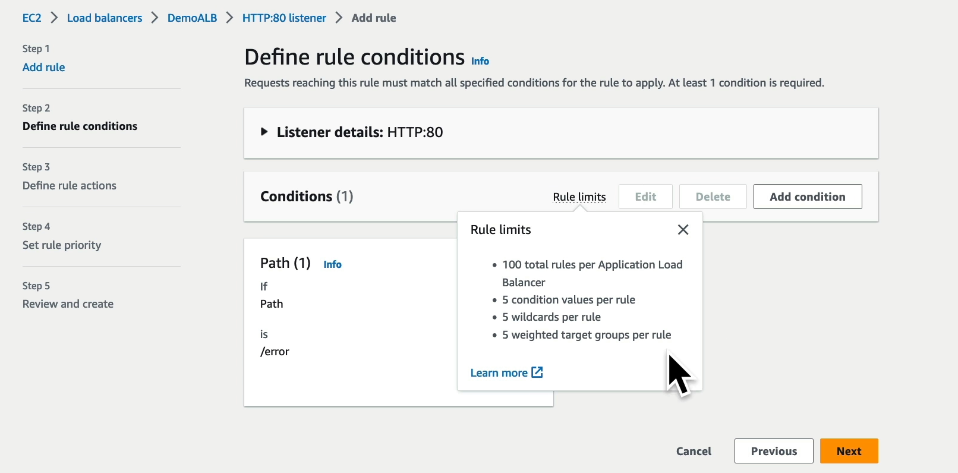 EC2 > Load balancers > DemoALB > HTTP:80 listener > Add rule
Step 1
Add rule
Step 2
Define rule conditions
Step 3
Define rule actions
Step 4
Set rule priority
Step 5
Review and create
Define rule conditions Info
Requests reaching this rule must match all specified conditions for the rule to apply. At least 1 condition is required.
Listener details: HTTP:80
Conditions (1) Rule limits Edit Delete Add condition
Path (1) Info
If
Path
is
/error
Rule limits
• 100 total rules per Application Load
Balancer
• 5 condition values per rule
• 5 wildcards per rule
• 5 weighted target groups per rule
Learn more
Cancel Previous Next